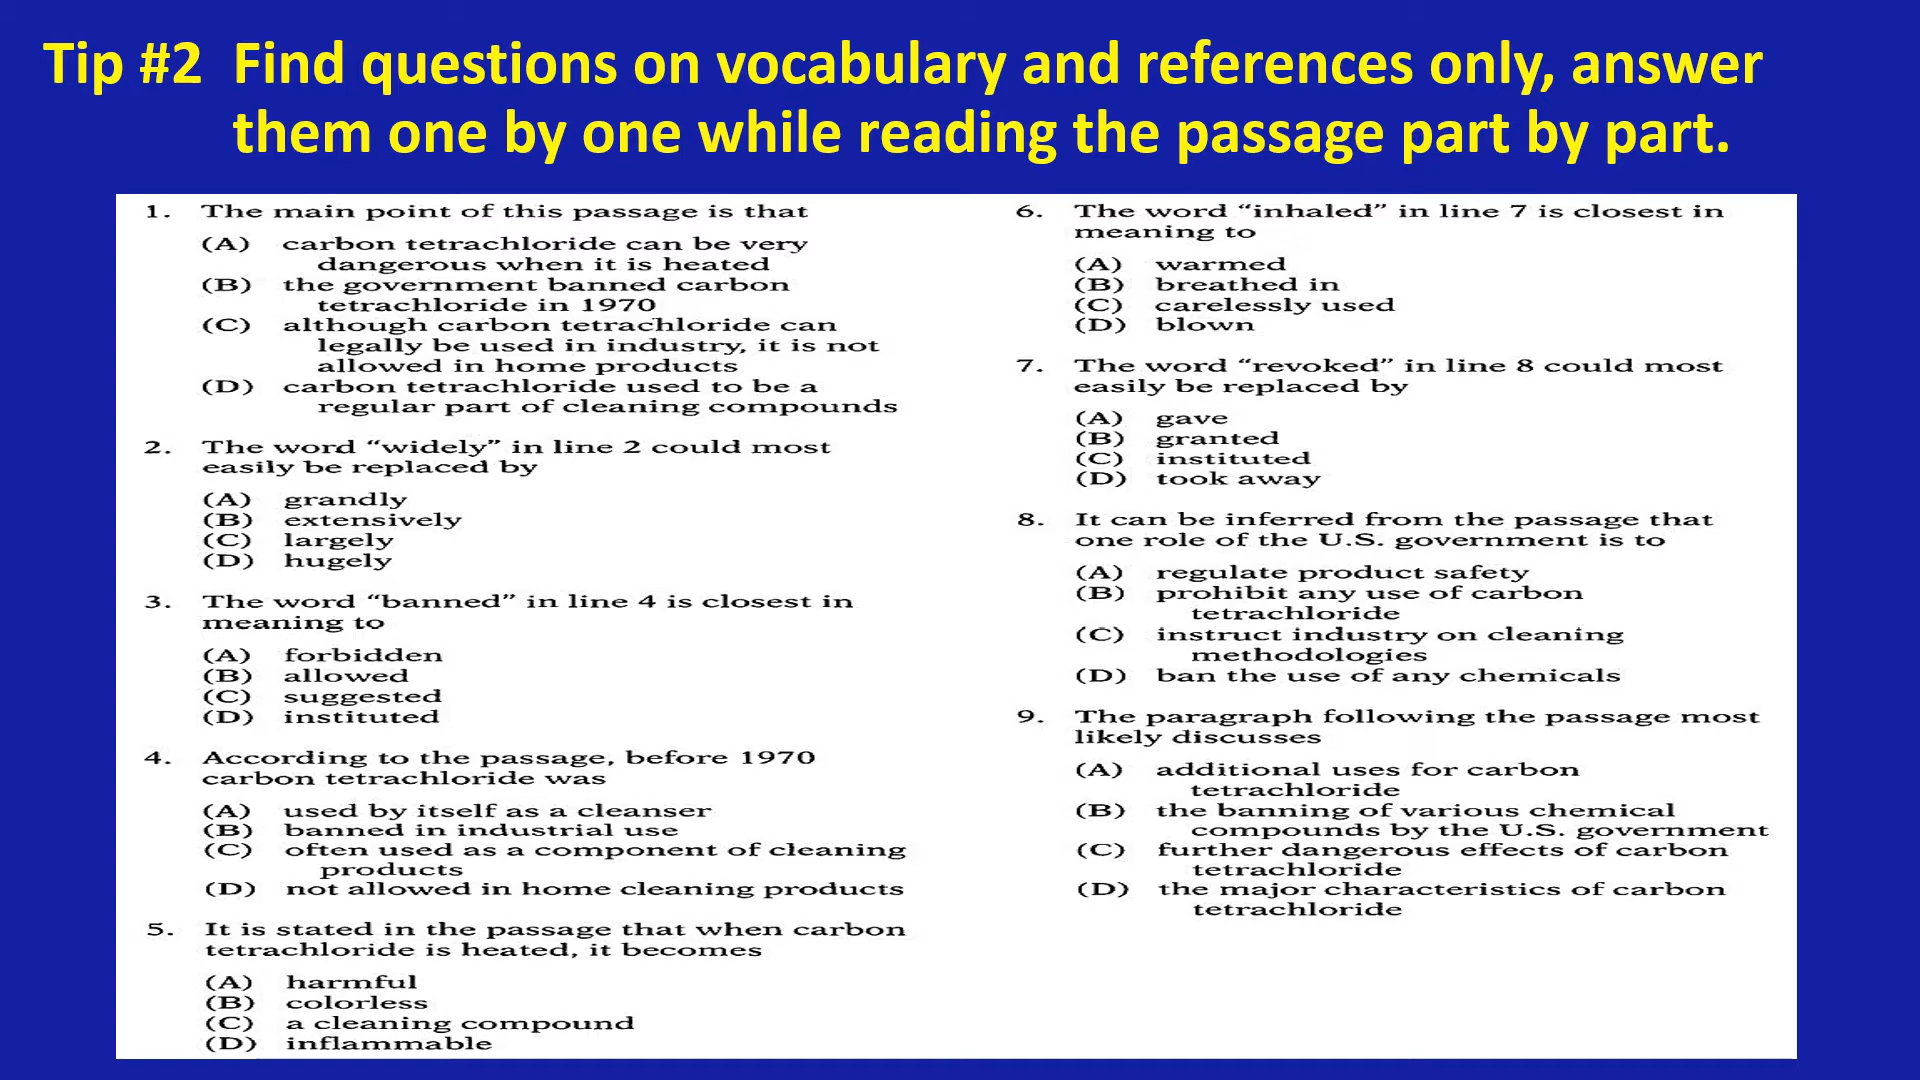 Tip #2 Find questions on vocabulary and references only, answer
them one by one while reading the passage part by part.
1. The main point of this passage is that
(A) carbon tetrachloride can be very
dangerous when it is heated
(B) the government banned carbon
tetrachloride in 1970
(C) although carbon tetrachloride can
legally be used in industry, it is not
allowed in home products
(D) carbon tetrachloride used to be a
regular part of cleaning compounds
2. The word “widely” in line 2 could most
easily be replaced by
(A) grandly
(B) extensively
(C) largely
(D) hugely
3. The word “banned” in line 4 is closest in
meaning to
(A) forbidden
(B) allowed
(C) suggested
(D) instituted
4. According to the passage, before 1970
carbon tetrachloride was
(A) used by itself as a cleanser
(B) banned in industrial use
(C) often used as a component of cleaning
products
(D) not allowed in home cleaning products
5. It is stated in the passage that when carbon
tetrachloride is heated, it becomes
(A) harmful
(B) colorless
(C) a cleaning compound
(D) inflammable
6. The word “inhaled” in line 7 is closest in
meaning to
(A) warmed
(B) breathed in
(C) carelessly used
(D) blown
7. The word “revoked” in line 8 could most
easily be replaced by
(A) gave
(B) granted
(C) instituted
(D) took away
8. It can be inferred from the passage that
one role of the U.S. government is to
(A) regulate product safety
(B) prohibit any use of carbon
tetrachloride
(C) instruct industry on cleaning
methodologies
(D) ban the use of any chemicals
9. The paragraph following the passage most
likely discusses
(A) additional uses for carbon
tetrachloride
(B) the banning of various chemical
compounds by the U.S. government
(C) further dangerous effects of carbon
tetrachloride
(D) the major characteristics of carbon
tetrachloride